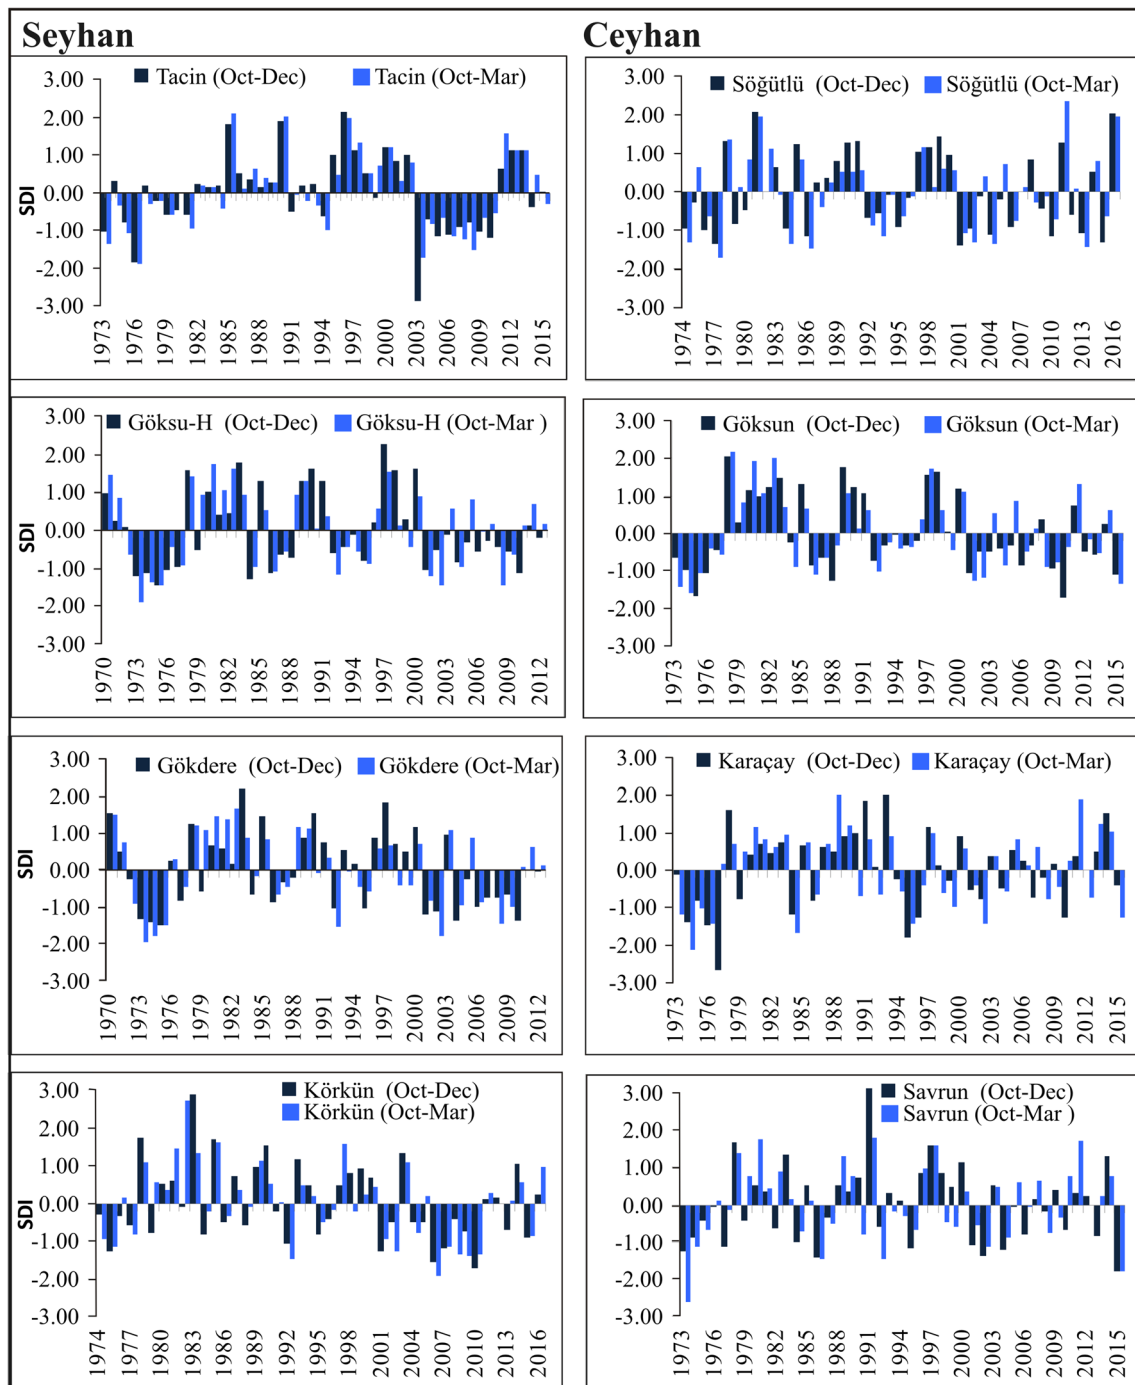 Seyhan
Ceyhan
Tacin (Oct-Dec) Tacin (Oct-Mar)
SDI
3.00
2.00
1.00
0.00
-1.00
-2.00
-3.00
1973 1976 1979 1982 1985 1988 1991 1994 1997 2000 2003 2006 2009 2012 2015
Söğütlü (Oct-Dec) Söğütlü (Oct-Mar)
3.00
2.00
1.00
0.00
-1.00
-2.00
-3.00
1974 1977 1980 1983 1986 1989 1992 1995 1998 2001 2004 2007 2010 2013 2016
Göksu-H (Oct-Dec) Göksu-H (Oct-Mar )
SDI
3.00
2.00
1.00
0.00
-1.00
-2.00
-3.00
1970 1973 1976 1979 1982 1985 1988 1991 1994 1997 2000 2003 2006 2009 2012
Göksun (Oct-Dec) Göksun (Oct-Mar)
3.00
2.00
1.00
0.00
-1.00
-2.00
-3.00
1973 1976 1979 1982 1985 1988 1991 1994 1997 2000 2003 2006 2009 2012 2015
Gökdere (Oct-Dec) Gökdere (Oct-Mar)
SDI
3.00
2.00
1.00
0.00
-1.00
-2.00
-3.00
1970 1973 1976 1979 1982 1985 1988 1991 1994 1997 2000 2003 2006 2009 2012
Karaçay (Oct-Dec) Karaçay (Oct-Mar)
3.00
2.00
1.00
0.00
-1.00
-2.00
-3.00
1973 1976 1979 1982 1985 1988 1991 1994 1997 2000 2003 2006 2009 2012 2015
Körkün (Oct-Dec)
Körkün (Oct-Mar)
SDI
3.00
2.00
1.00
0.00
-1.00
-2.00
-3.00
1974 1977 1980 1983 1986 1989 1992 1995 1998 2001 2004 2007 2010 2013 2016
Savrun (Oct-Dec)
Savrun (Oct-Mar )
3.00
2.00
1.00
0.00
-1.00
-2.00
-3.00
1973 1976 1979 1982 1985 1988 1991 1994 1997 2000 2003 2006 2009 2012 2015